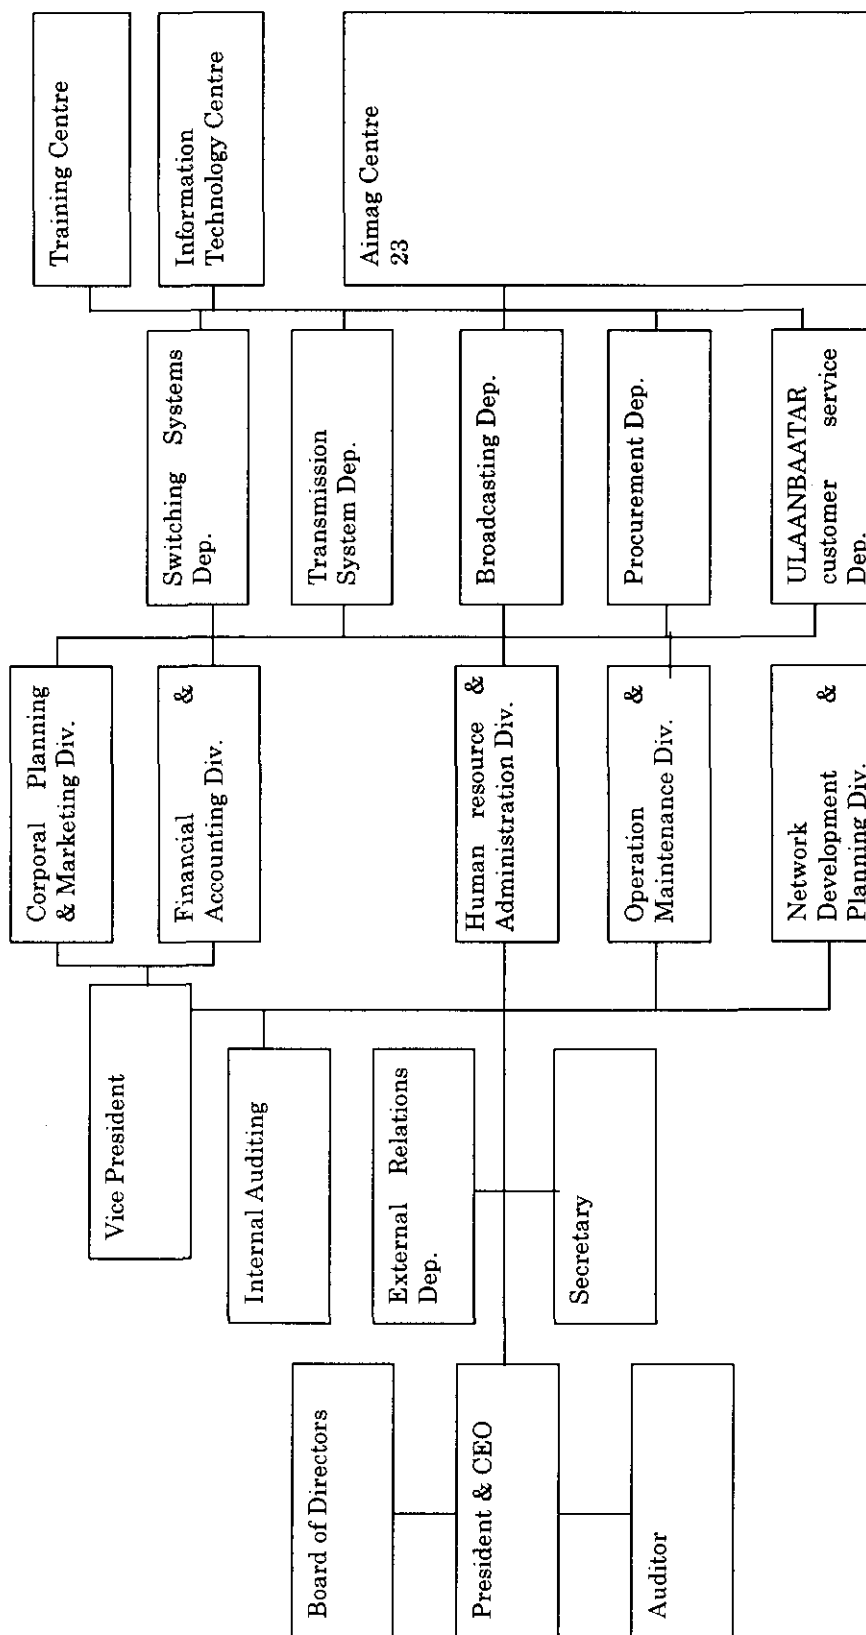 Board of Directors
President & CEO
Auditor
Vice President
Internal Auditing
External Relations
Dep.
Secretary
Corporal Planning
& Marketing Div.
Financial &
Accounting Div.
Human resource &
Administration Div.
Operation &
Maintenance Div.
Network
Development &
Planning Div.
Switching Systems
Dep.
Transmission
System Dep.
Broadcasting Dep.
Procurement Dep.
ULAANBAATAR
customer service
Dep.
Training Centre
Information
Technology Centre
Aimag Centre
23